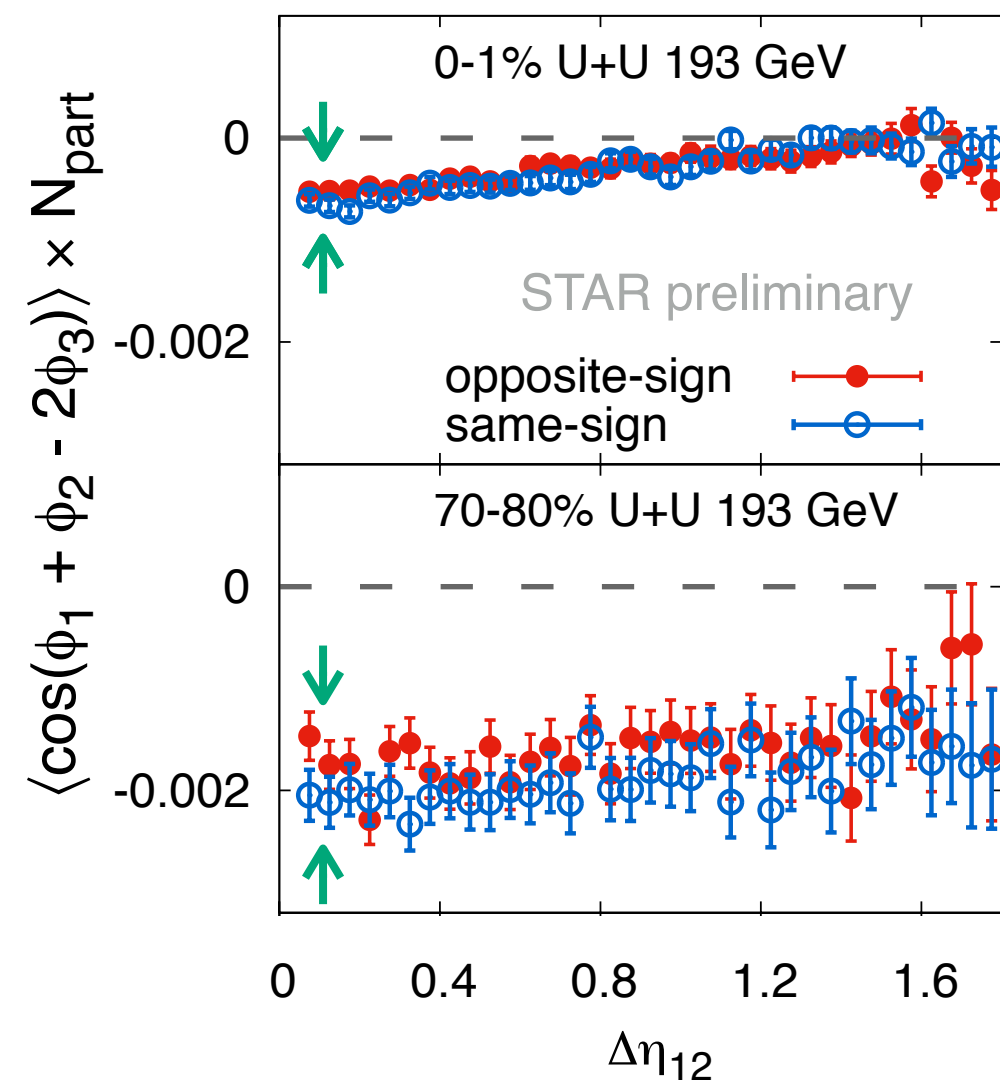 ⟨cos(ϕ1 + ϕ2 - 2ϕ3)⟩ × Npart
0-1% U+U 193 GeV
0
STAR preliminary
-0.002
opposite-sign
same-sign
70-80% U+U 193 GeV
0
-0.002
0 0.4 0.8 1.2 1.6
Δη12